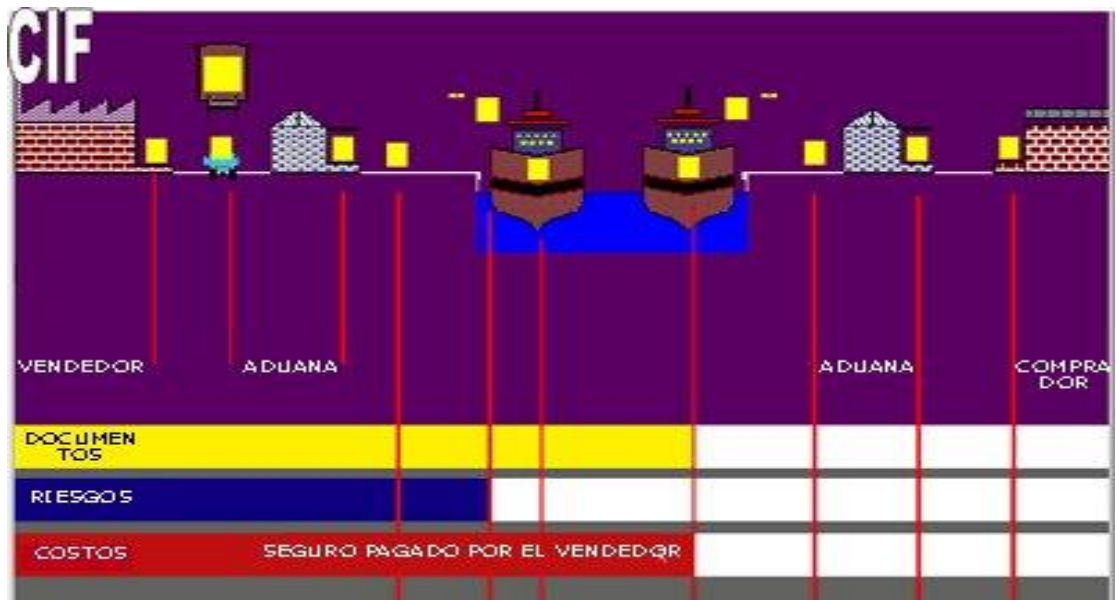 CIF
VENDEDOR
ADUANA
ADUANA
COMPRA
DOR
DOCUMEN
TOS
RIESGOS
COSTOS
SEGURO PAGADO POR EL VENDEDOR